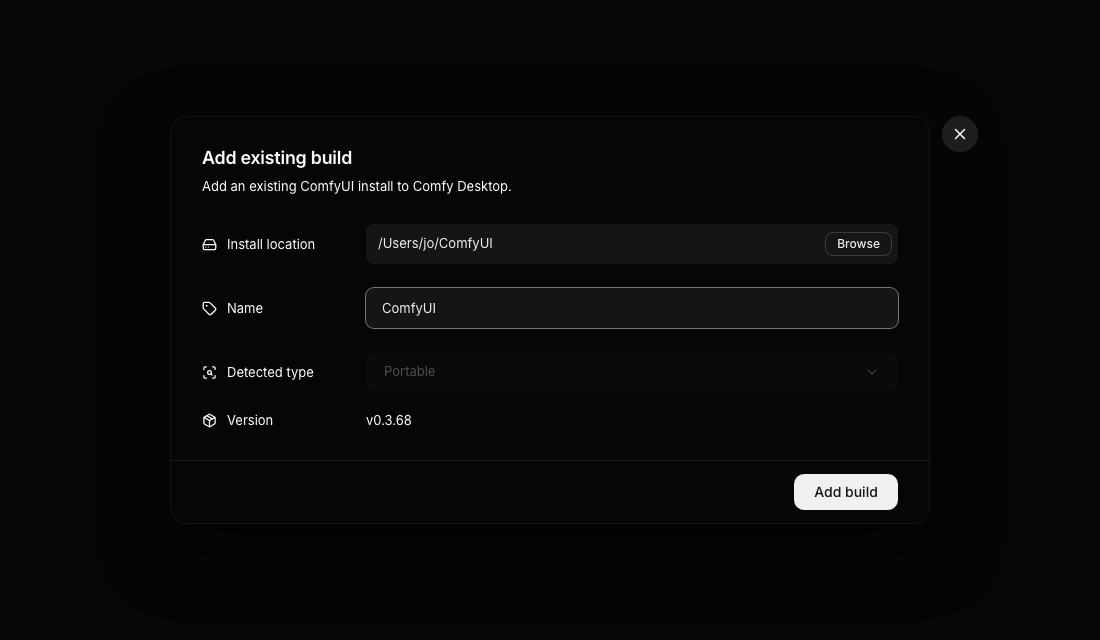 Add existing build
Add an existing ComfyUI install to Comfy Desktop.
Install location
/Users/jo/ComfyUI
Browse
Name
ComfyUI
Detected type
Portable
Version
v0.3.68
Add build